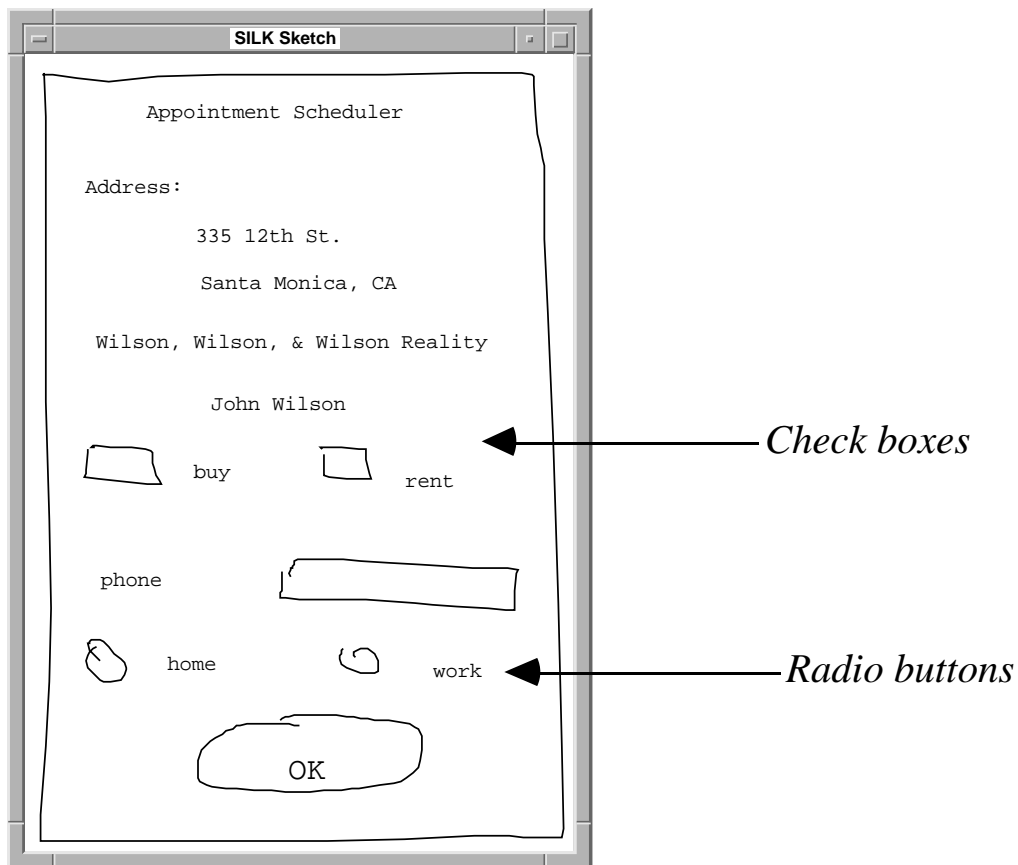 SILK Sketch
Appointment Scheduler
Address:
335 12th St.
Santa Monica, CA
Wilson, Wilson, & Wilson Reality
John Wilson
Check boxes
buy rent
phone
home work
Radio buttons
OK